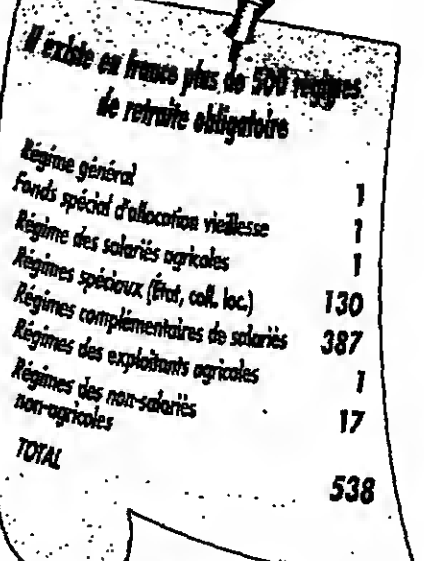 Il existe en France plus de 500 régimes
de retraite obligatoire
Régime général 1
Fonds spécial d'allocation vieillesse 1
Régime des salariés agricoles 1
Régimes spéciaux (État, coll. loc.) 130
Régimes complémentaires de salariés 387
Régimes des exploitants agricoles 1
Régimes des non-salariés
non-agricoles 17
TOTAL 538